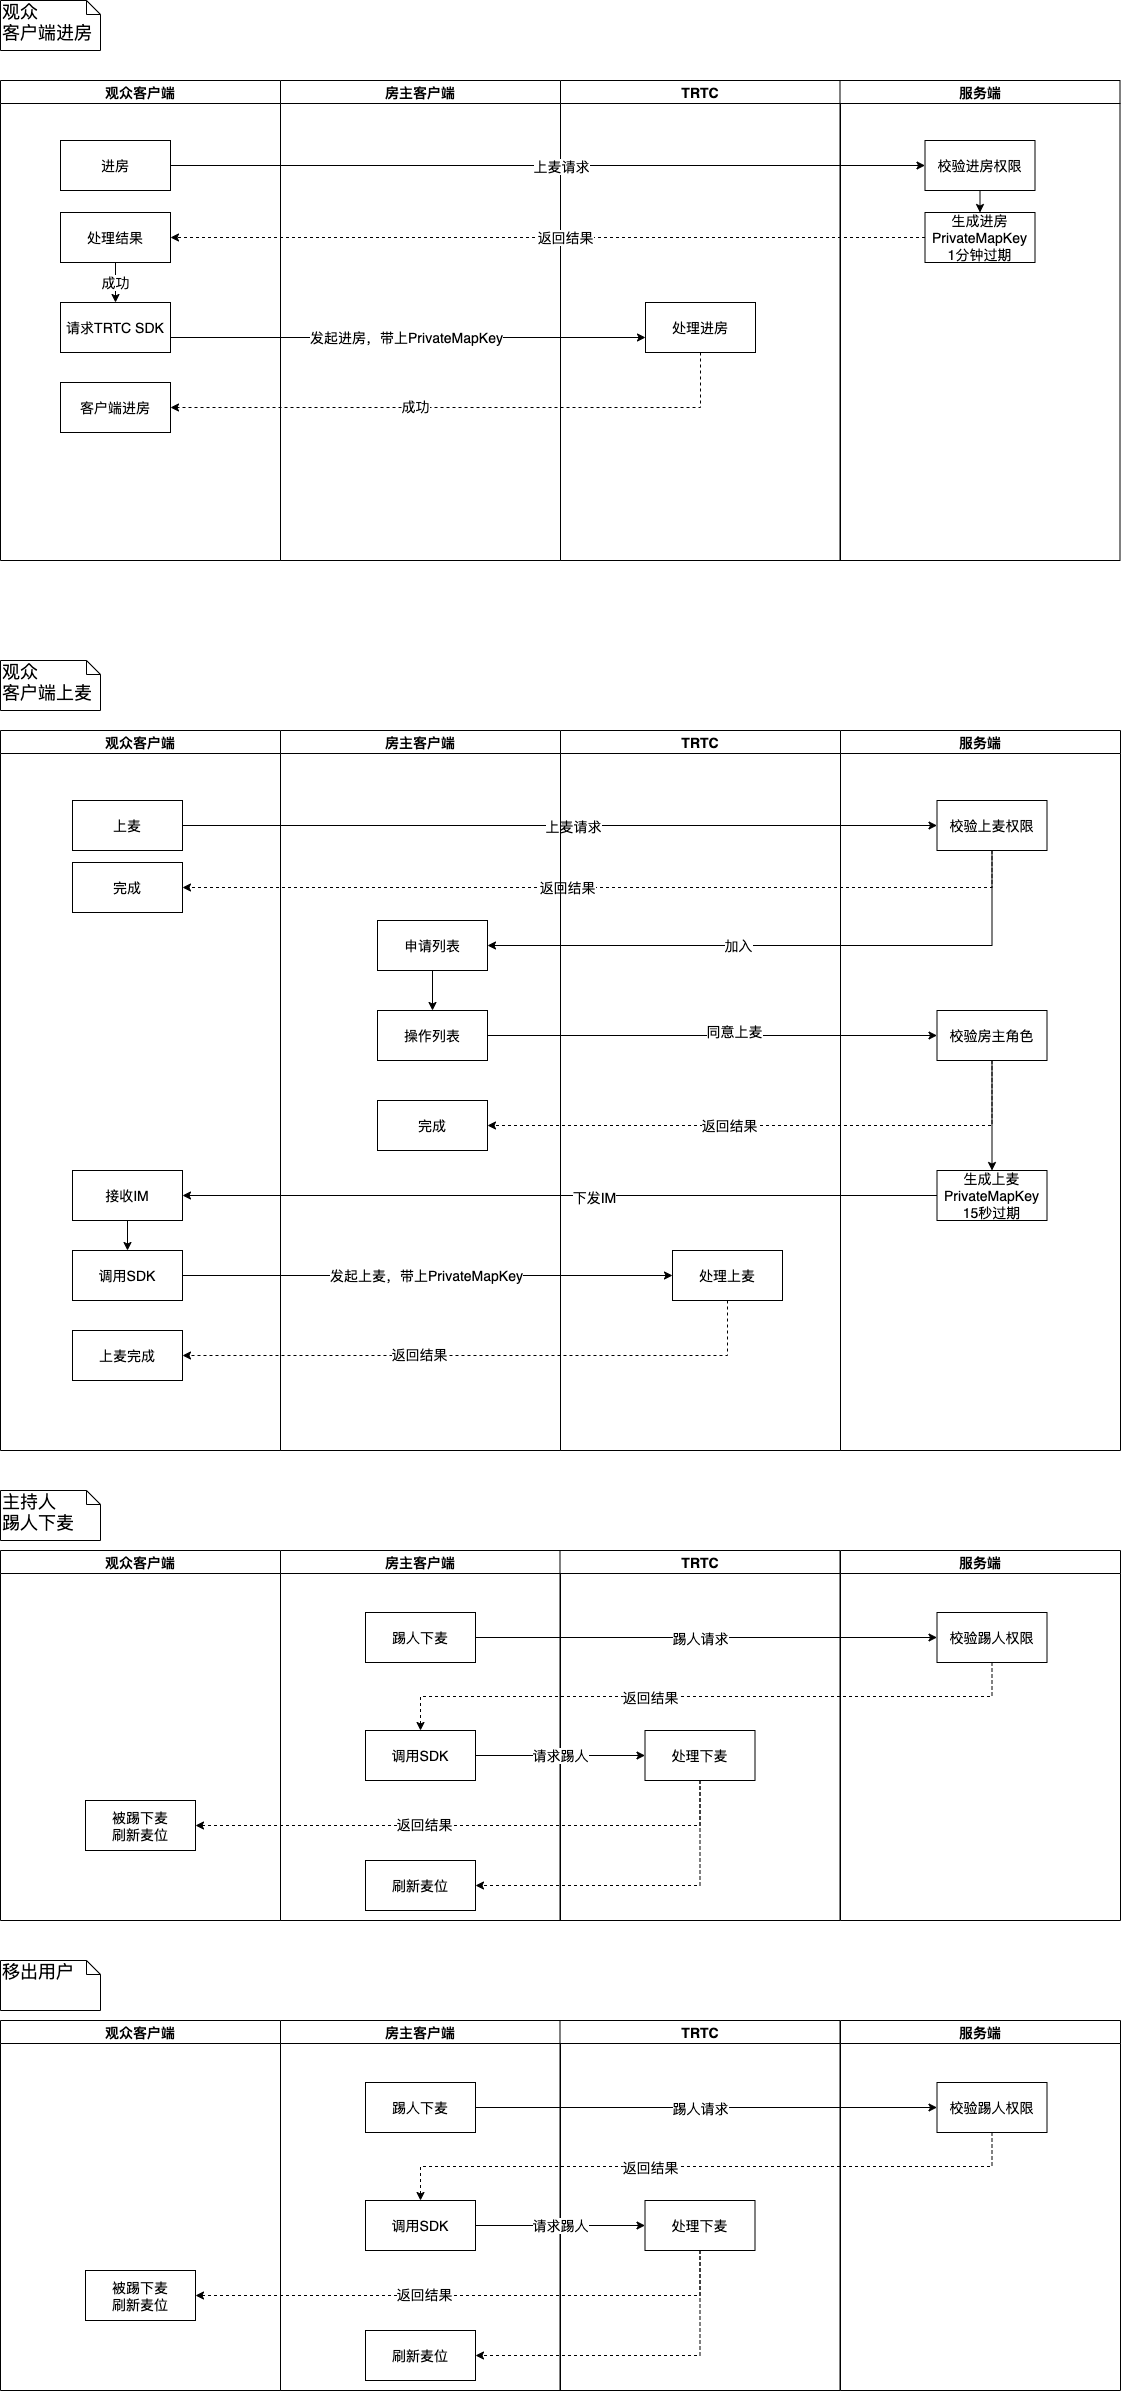 观众
客户端进房
观众客户端
房主客户端
TRTC
服务端
进房
上麦请求
校验进房权限
处理结果
返回结果
生成进房
PrivateMapKey
1分钟过期
成功
请求TRTC SDK
发起进房，带上PrivateMapKey
处理进房
客户端进房
成功
观众
客户端上麦
观众客户端
房主客户端
TRTC
服务端
上麦
上麦请求
校验上麦权限
完成
返回结果
申请列表
加入
操作列表
同意上麦
校验房主角色
完成
返回结果
接收IM
下发IM
生成上麦
PrivateMapKey
15秒过期
调用SDK
发起上麦，带上PrivateMapKey
处理上麦
上麦完成
返回结果
主持人
踢人下麦
观众客户端
房主客户端
TRTC
服务端
踢人下麦
踢人请求
校验踢人权限
返回结果
调用SDK
请求踢人
处理下麦
被踢下麦
刷新麦位
返回结果
刷新麦位
移出用户
观众客户端
房主客户端
TRTC
服务端
踢人下麦
踢人请求
校验踢人权限
返回结果
调用SDK
请求踢人
处理下麦
被踢下麦
刷新麦位
返回结果
刷新麦位